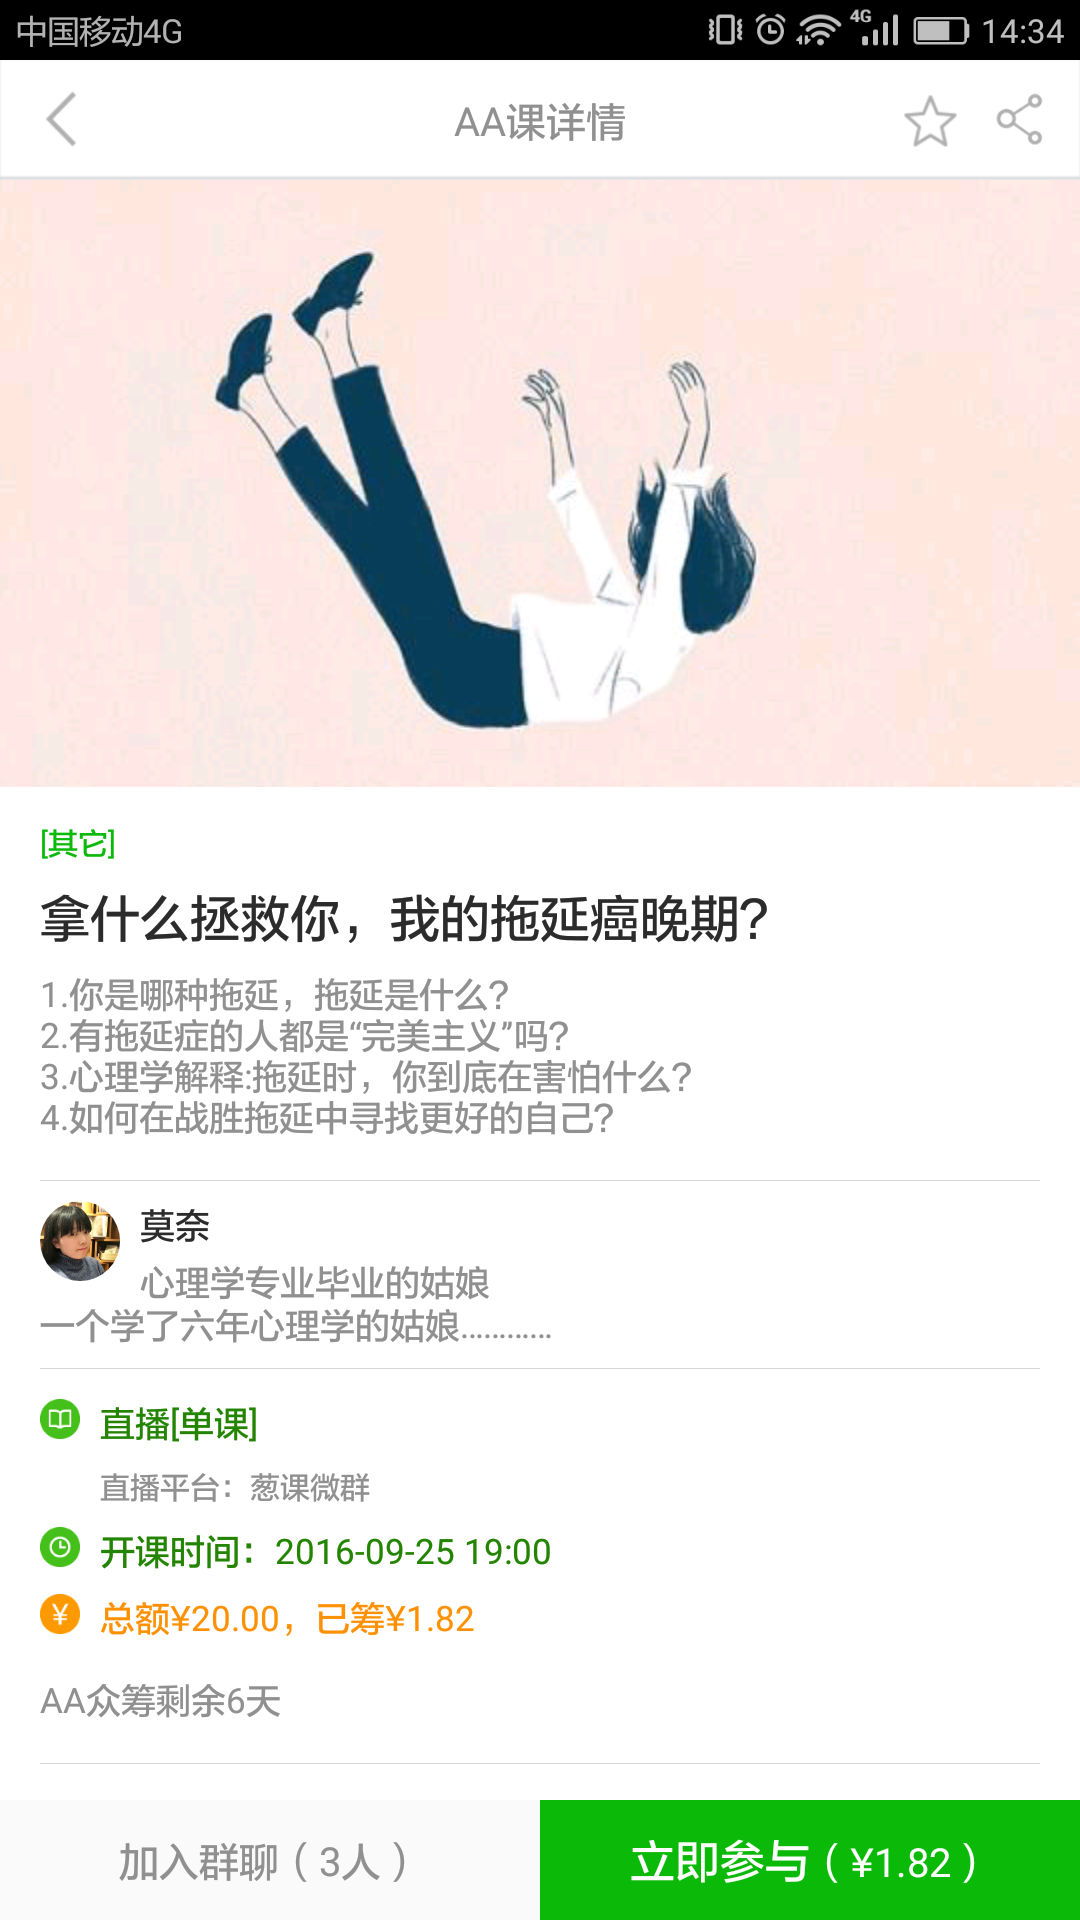 中国移动4G
4G
14:34
AA课详情
[其它]
拿什么拯救你，我的拖延癌晚期?
1.你是哪种拖延，拖延是什么?
2.有拖延症的人都是“完美主义”吗?
3.心理学解释:拖延时，你到底在害怕什么?
4.如何在战胜拖延中寻找更好的自己?
莫奈
心理学专业毕业的姑娘
一个学了六年心理学的姑娘…………
直播[单课]
直播平台：葱课微群
开课时间：2016-09-25 19:00
¥ 总额¥20.00，已筹¥1.82
AA众筹剩余6天
加入群聊（3人）
立即参与（¥1.82）